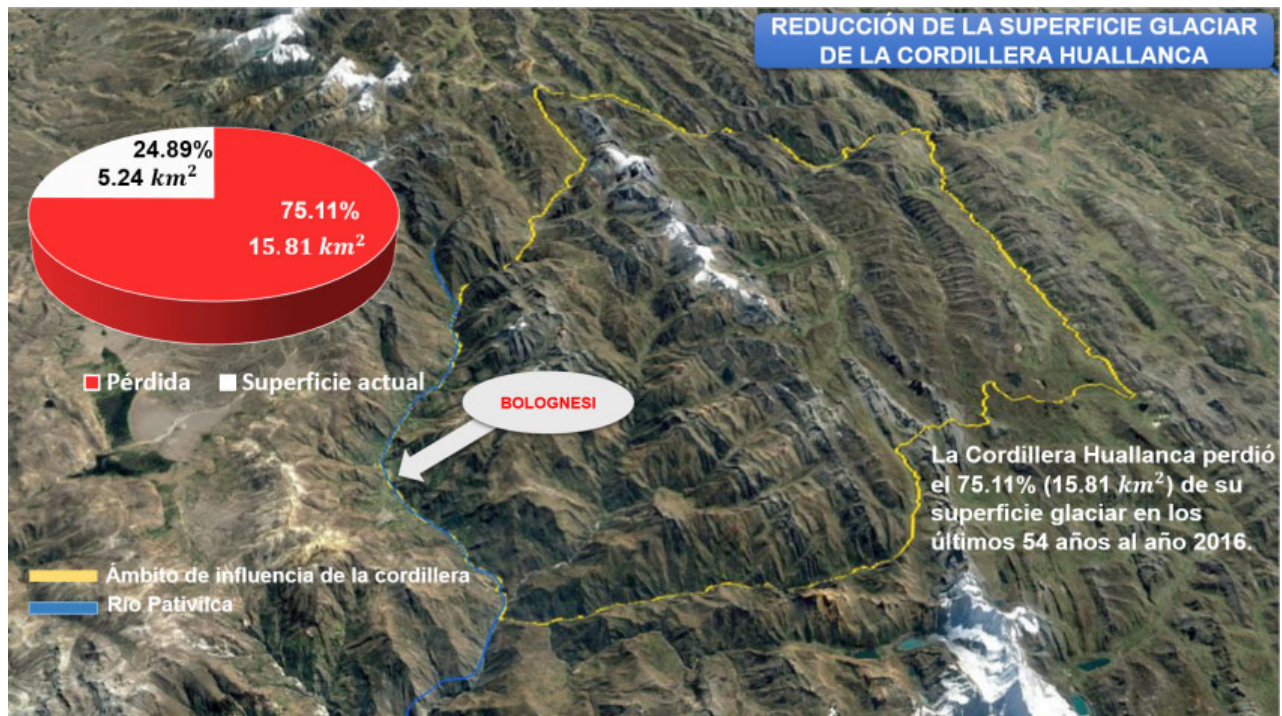 REDUCCIÓN DE LA SUPERFICIE GLACIAR
DE LA CORDILLERA HUALLANCA
24.89%
5.24 km²
75.11%
15.81 km²
Pérdida
Superficie actual
BOLOGNESI
La Cordillera Huallanca perdió
el 75.11% (15.81 km²) de su
superficie glaciar en los
últimos 54 años al año 2016.
Ámbito de influencia de la cordillera
Río Pativilca